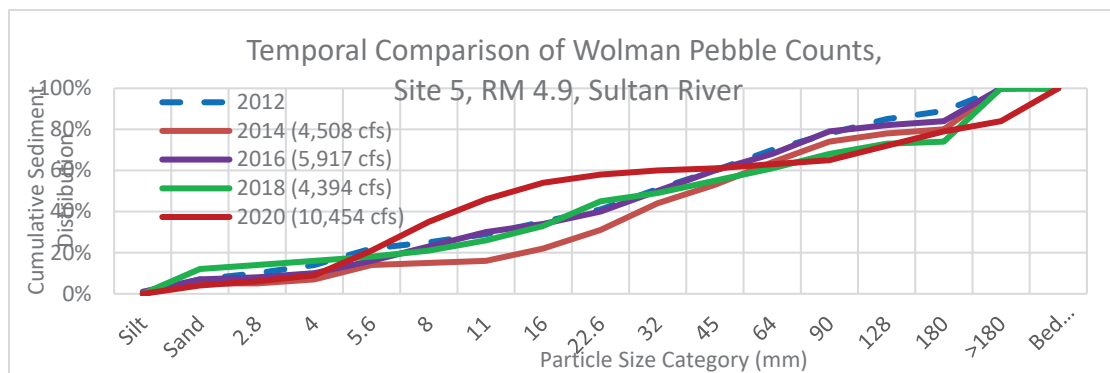 Temporal Comparison of Wolman Pebble Counts,
Site 5, RM 4.9, Sultan River
Cumulative Sediment
Distribution
100%
80%
60%
40%
20%
0%
2012
2014 (4,508 cfs)
2016 (5,917 cfs)
2018 (4,394 cfs)
2020 (10,454 cfs)
Silt
Sand
2.8
4
5.6
8
11
16
22.6
32
45
64
90
128
180
>180
Bed...
Particle Size Category (mm)